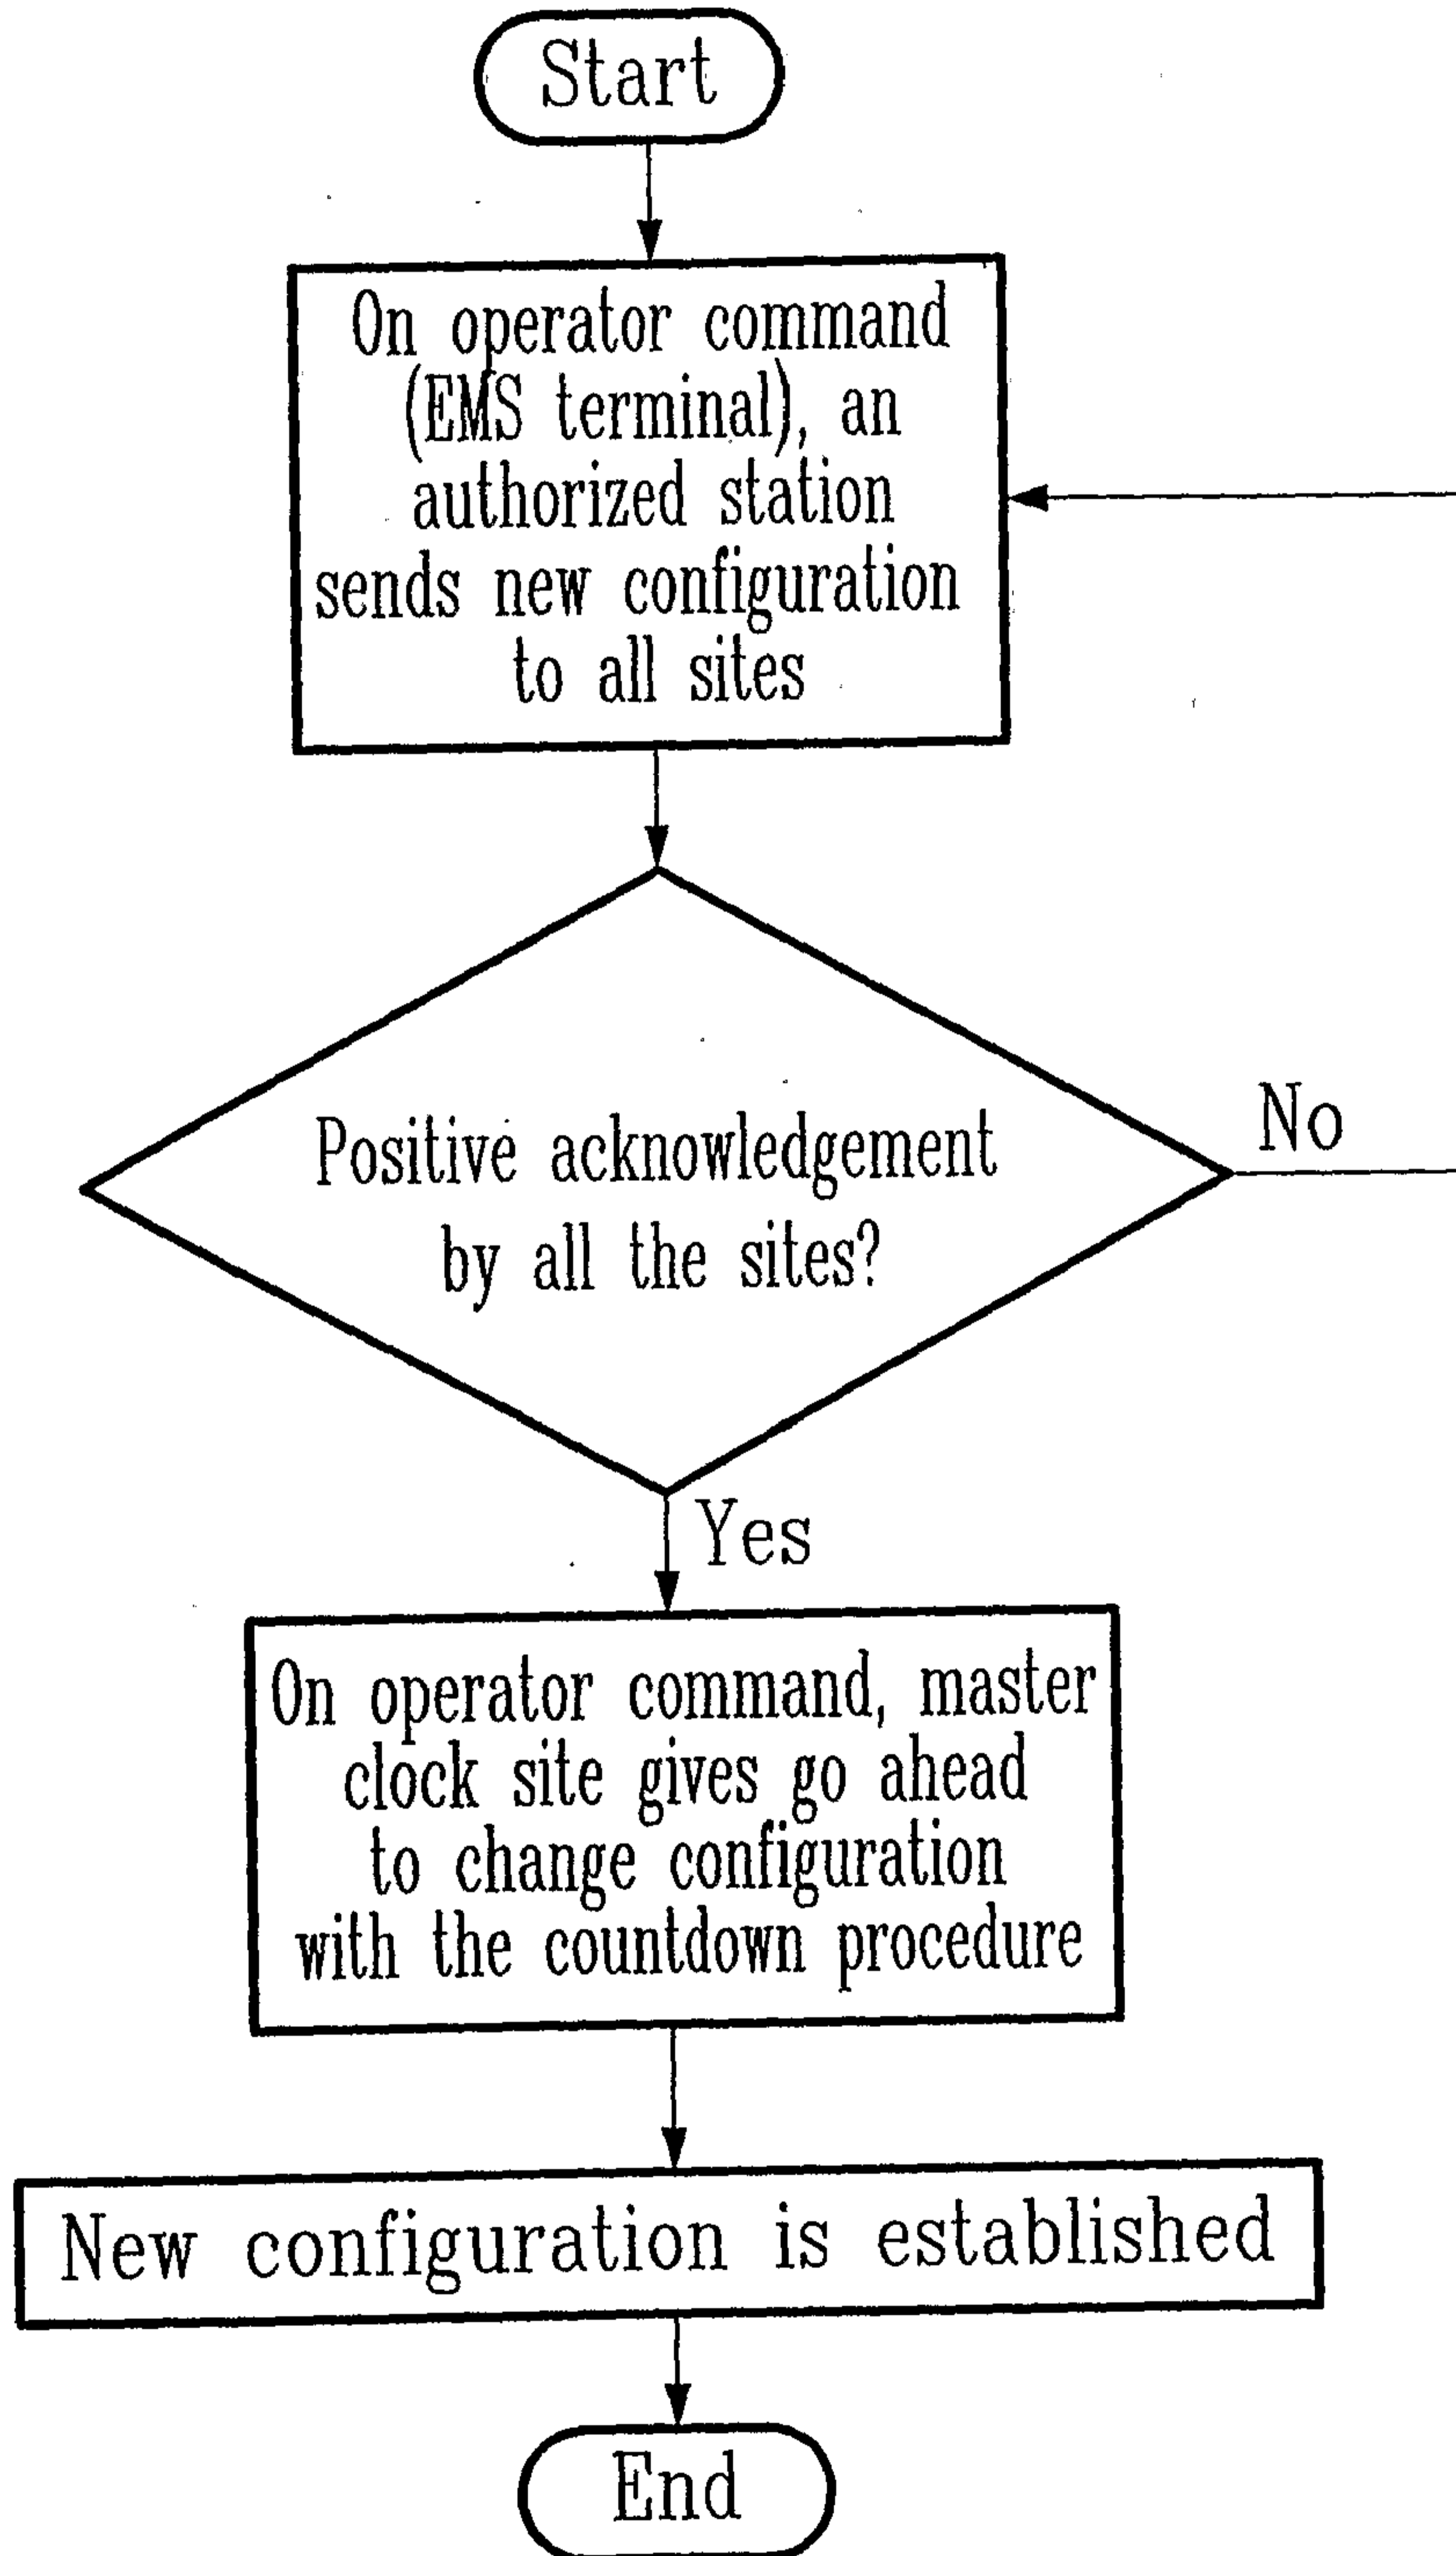 Start
On operator command
(EMS terminal), an
authorized station
sends new configuration
to all sites
Positive acknowledgement
by all the sites?
No
Yes
On operator command, master
clock site gives go ahead
to change configuration
with the countdown procedure
New configuration is established
End